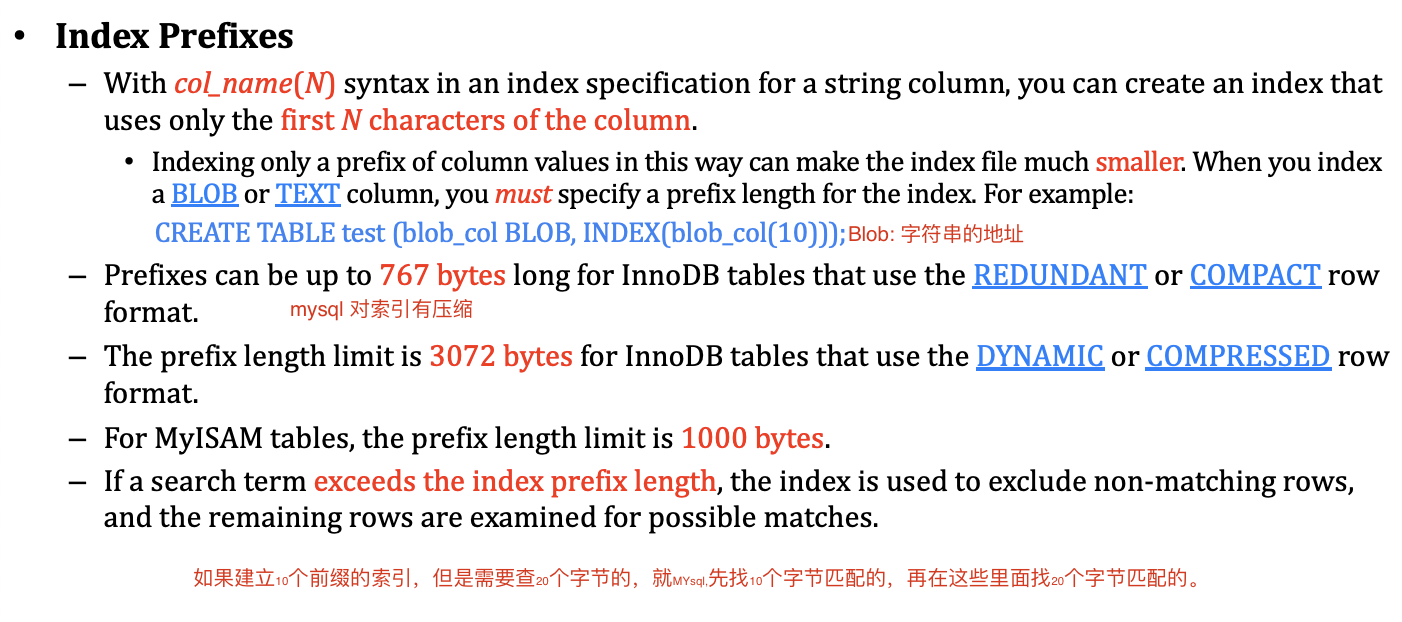 • Index Prefixes
– With col_name(N) syntax in an index specification for a string column, you can create an index that
uses only the first N characters of the column.
• Indexing only a prefix of column values in this way can make the index file much smaller. When you index
a BLOB or TEXT column, you must specify a prefix length for the index. For example:
CREATE TABLE test (blob_col BLOB, INDEX(blob_col(10)));Blob: 字符串的地址
– Prefixes can be up to 767 bytes long for InnoDB tables that use the REDUNDANT or COMPACT row
format. mysql 对索引有压缩
– The prefix length limit is 3072 bytes for InnoDB tables that use the DYNAMIC or COMPRESSED row
format.
– For MyISAM tables, the prefix length limit is 1000 bytes.
– If a search term exceeds the index prefix length, the index is used to exclude non-matching rows,
and the remaining rows are examined for possible matches.
如果建立10个前缀的索引，但是需要查20个字节的，就MYsql,先找10个字节匹配的，再在这些里面找20个字节匹配的。